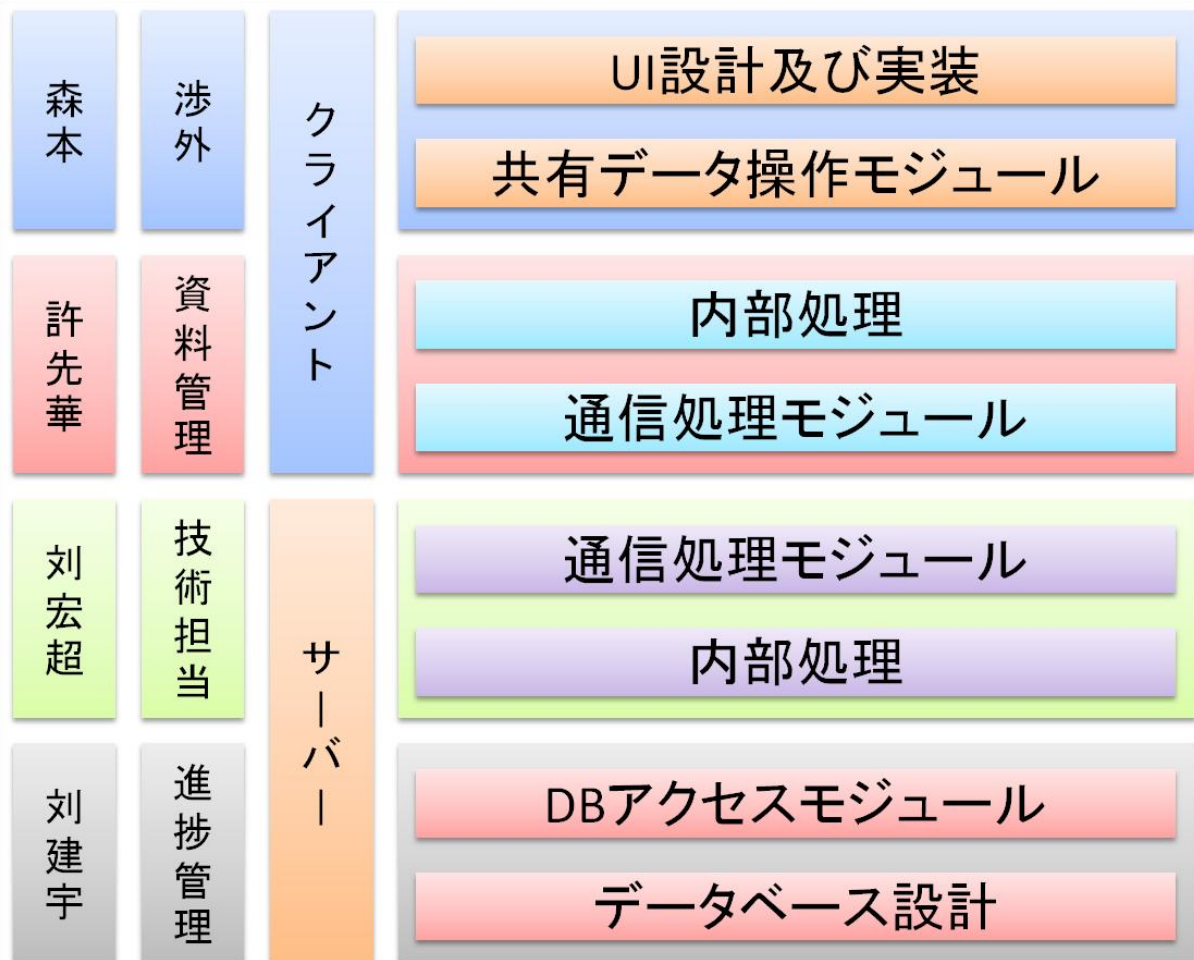 森本
渉外
クライアント
UI設計及び実装
共有データ操作モジュール
許先華
資料管理
内部処理
通信処理モジュール
刘宏超
技術担当
サーバー
通信処理モジュール
内部処理
刘建宇
進捗管理
DBアクセスモジュール
データベース設計